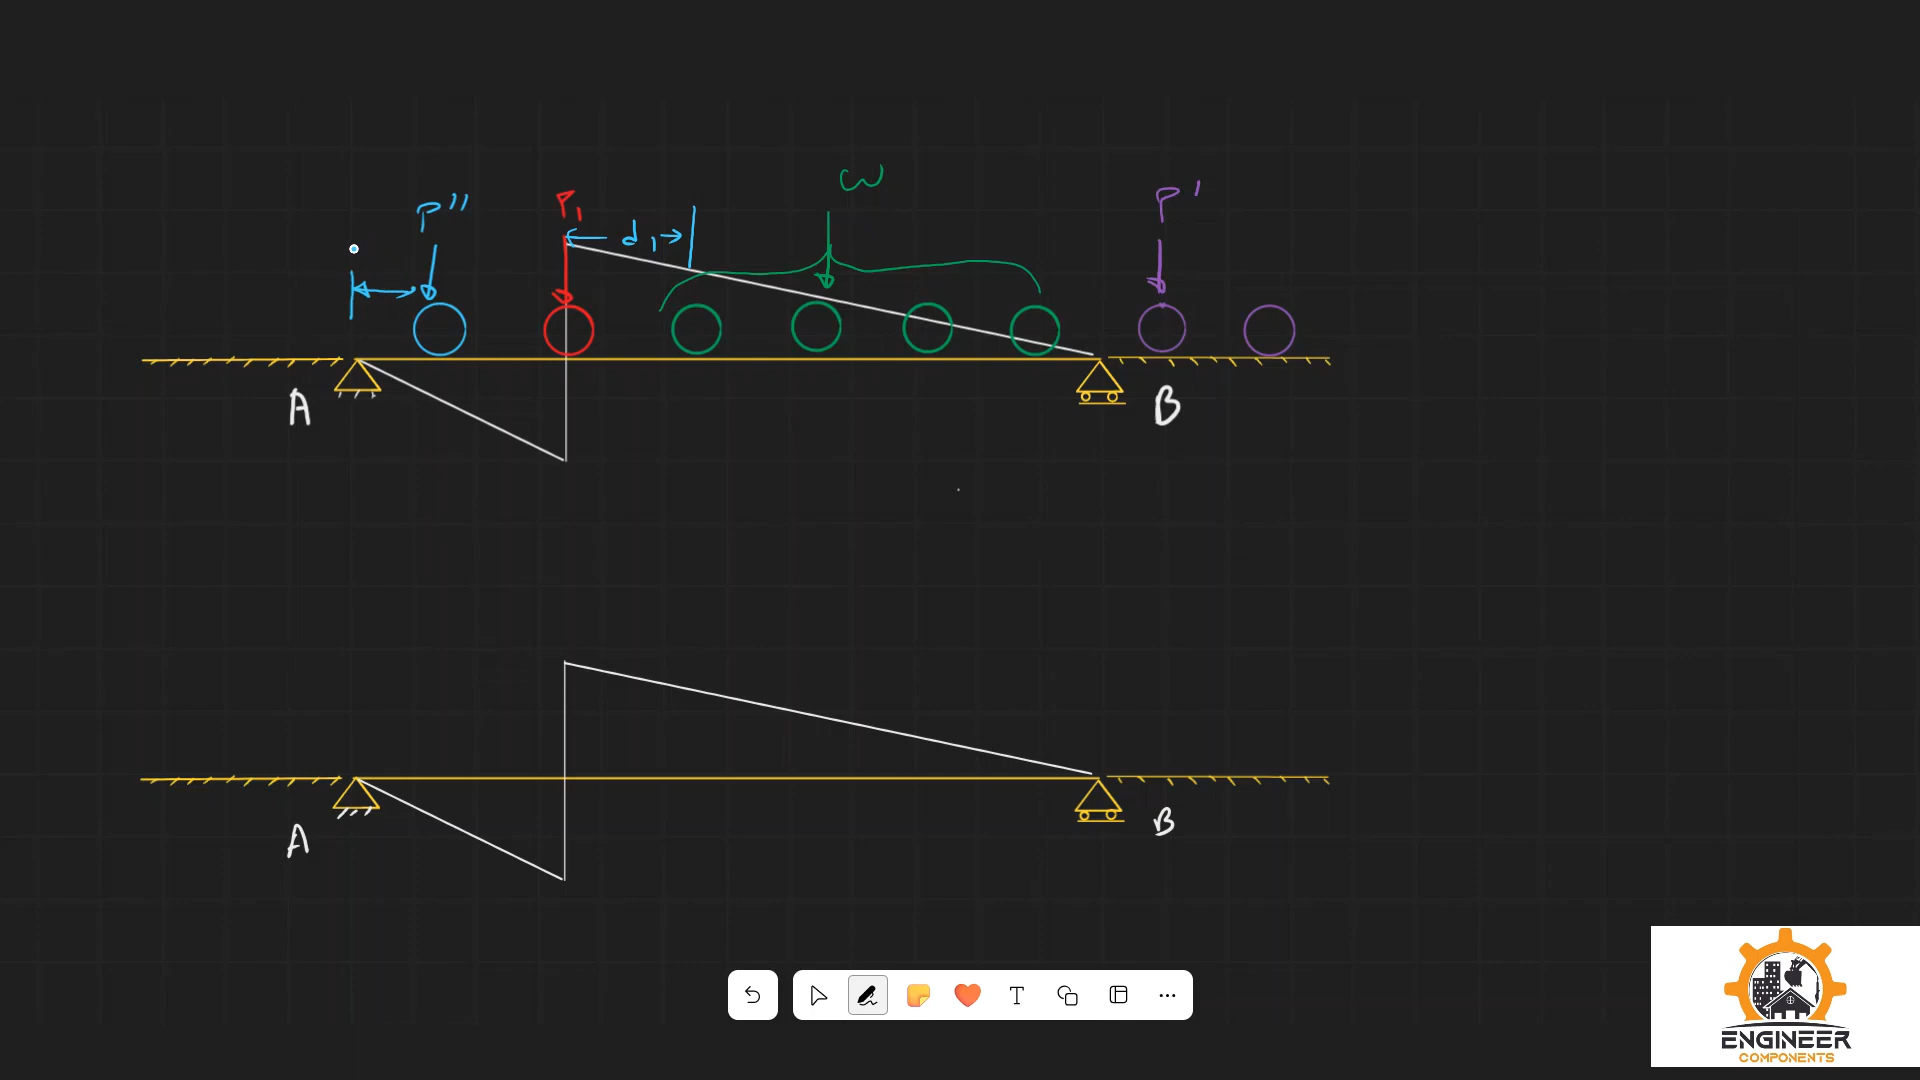 P" P₁ d₁ W P'
A B
A B
T
ENGINEER
COMPONENTS